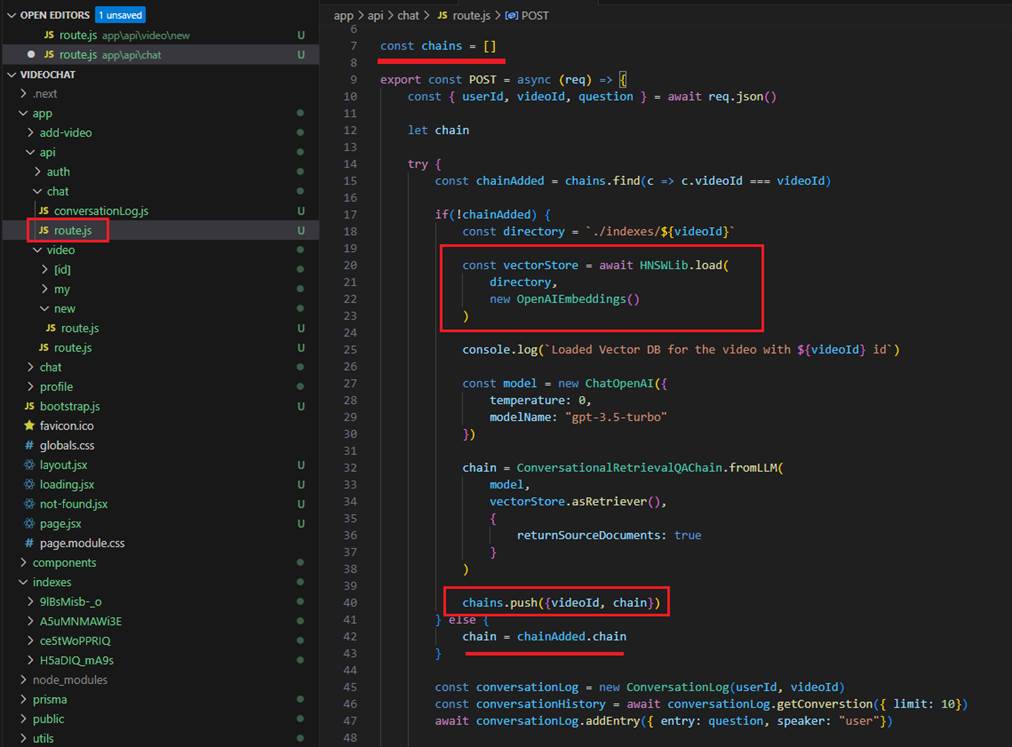 OPEN EDITORS 1 unsaved
JS route.js app\api\video\new U
JS route.js app\api\chat U
VIDEOCHAT
.next
app
add-video
api
auth
chat
JS conversationLog.js U
JS route.js U
video
[id]
my
new
JS route.js U
JS route.js U
chat
profile
JS bootstrap.js U
favicon.ico
# globals.css
layout.jsx U
loading.jsx U
not-found.jsx U
page.jsx U
# page.module.css
components
indexes
9lBsMisb-_o
A5uMNMAWi3E
ce5tWoPPRIQ
H5aDIQ_mA9s
node_modules
prisma
public
utils
app > api > chat > JS route.js > POST
6
7 const chains = []
8
9 export const POST = async (req) => {
10 const { userId, videoId, question } = await req.json()
11
12 let chain
13
14 try {
15 const chainAdded = chains.find(c => c.videoId === videoId)
16
17 if(!chainAdded) {
18 const directory = `./indexes/${videoId}`
19
20 const vectorStore = await HNSWLib.load(
21 directory,
22 new OpenAIEmbeddings()
23 )
24
25 console.log(`Loaded Vector DB for the video with ${videoId} id`)
26
27 const model = new ChatOpenAI({
28 temperature: 0,
29 modelName: "gpt-3.5-turbo"
30 })
31
32 chain = ConversationalRetrievalQAChain.fromLLM(
33 model,
34 vectorStore.asRetriever(),
35 {
36 returnSourceDocuments: true
37 }
38 )
39
40 chains.push({videoId, chain})
41 } else {
42 chain = chainAdded.chain
43 }
44
45 const conversationLog = new ConversationLog(userId, videoId)
46 const conversationHistory = await conversationLog.getConverstion({ limit: 10})
47 await conversationLog.addEntry({ entry: question, speaker: "user"})
48